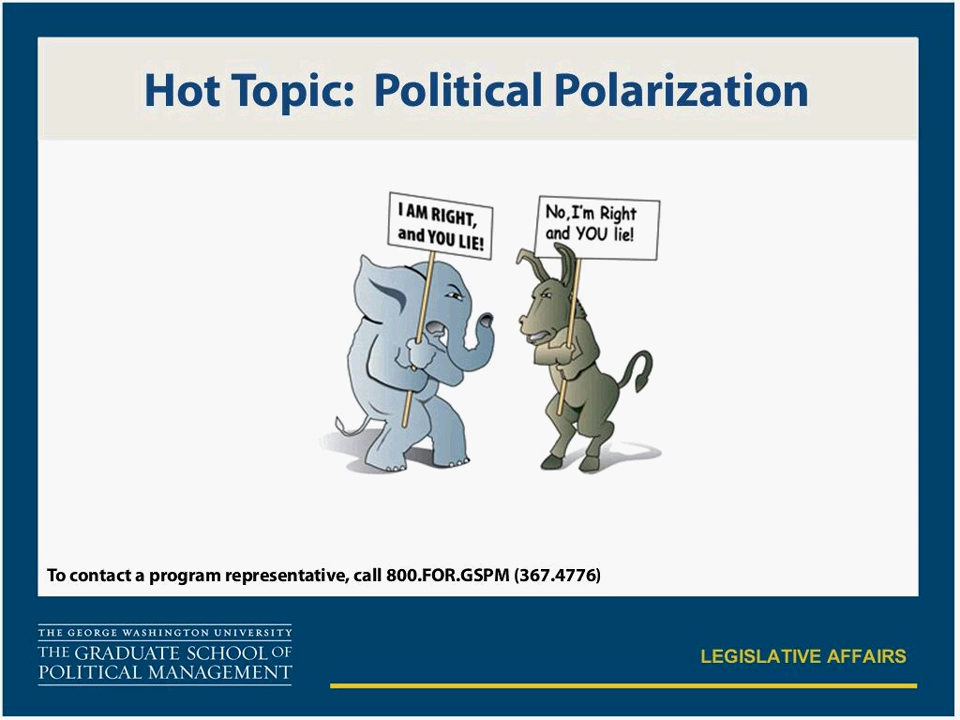 Hot Topic: Political Polarization
I AM RIGHT,
and YOU LIE!
No,I'm Right
and YOU lie!
To contact a program representative, call 800.FOR.GSPM (367.4776)
THE GEORGE WASHINGTON UNIVERSITY
THE GRADUATE SCHOOL OF
POLITICAL MANAGEMENT
LEGISLATIVE AFFAIRS